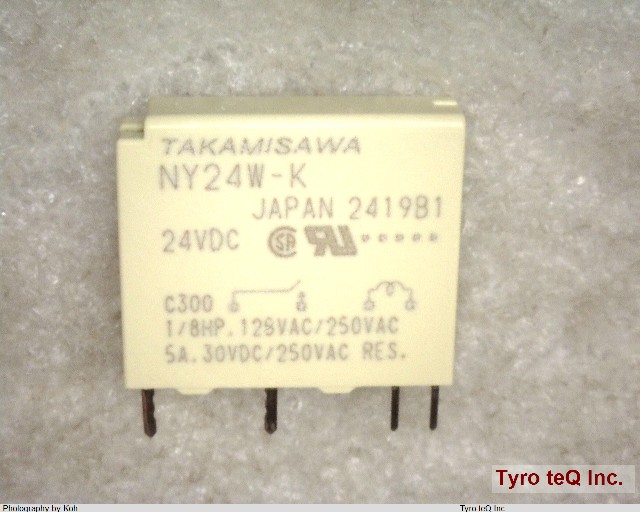 TAKAMISAWA
NY24W-K
JAPAN 2419B1
24VDC
C300
1/8HP. 125VAC/250VAC
5A. 30VDC/250VAC RES.
Tyro teQ Inc.
Photography by Koh
Tyro teQ Inc